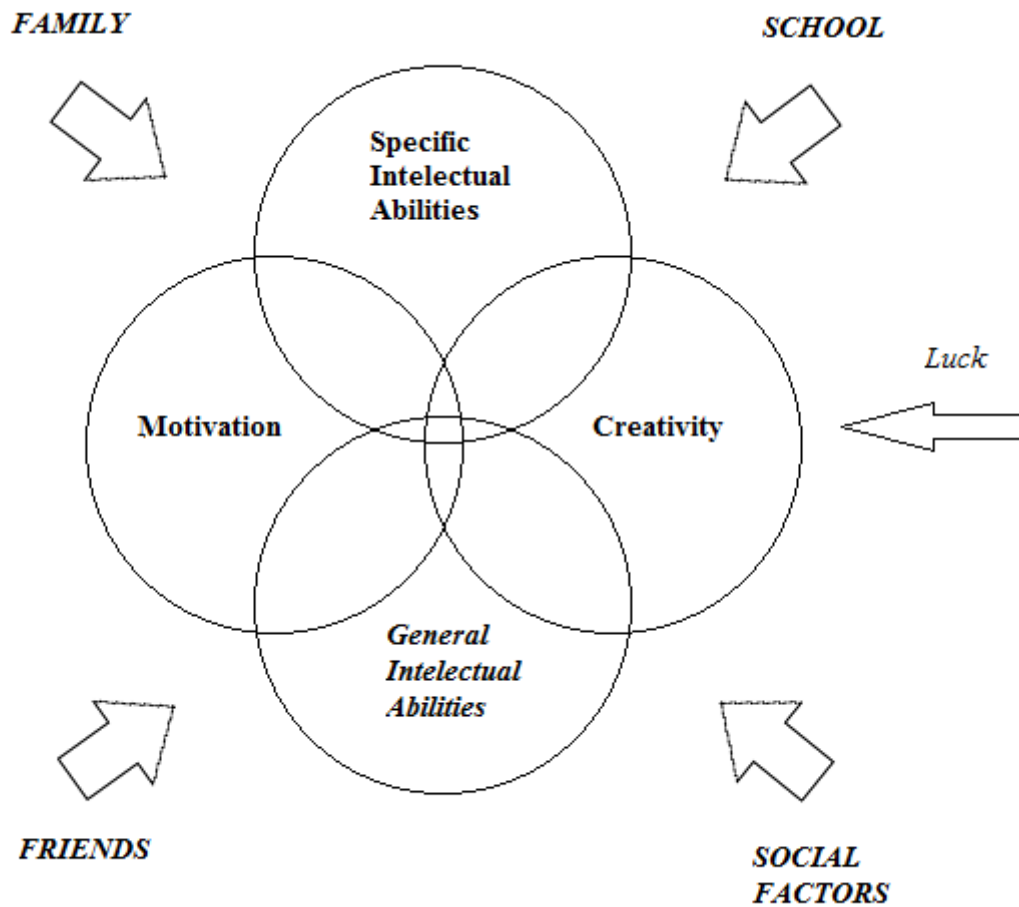 FAMILY
SCHOOL
Specific
Intelectual
Abilities
Luck
Motivation
Creativity
General
Intelectual
Abilities
FRIENDS
SOCIAL
FACTORS